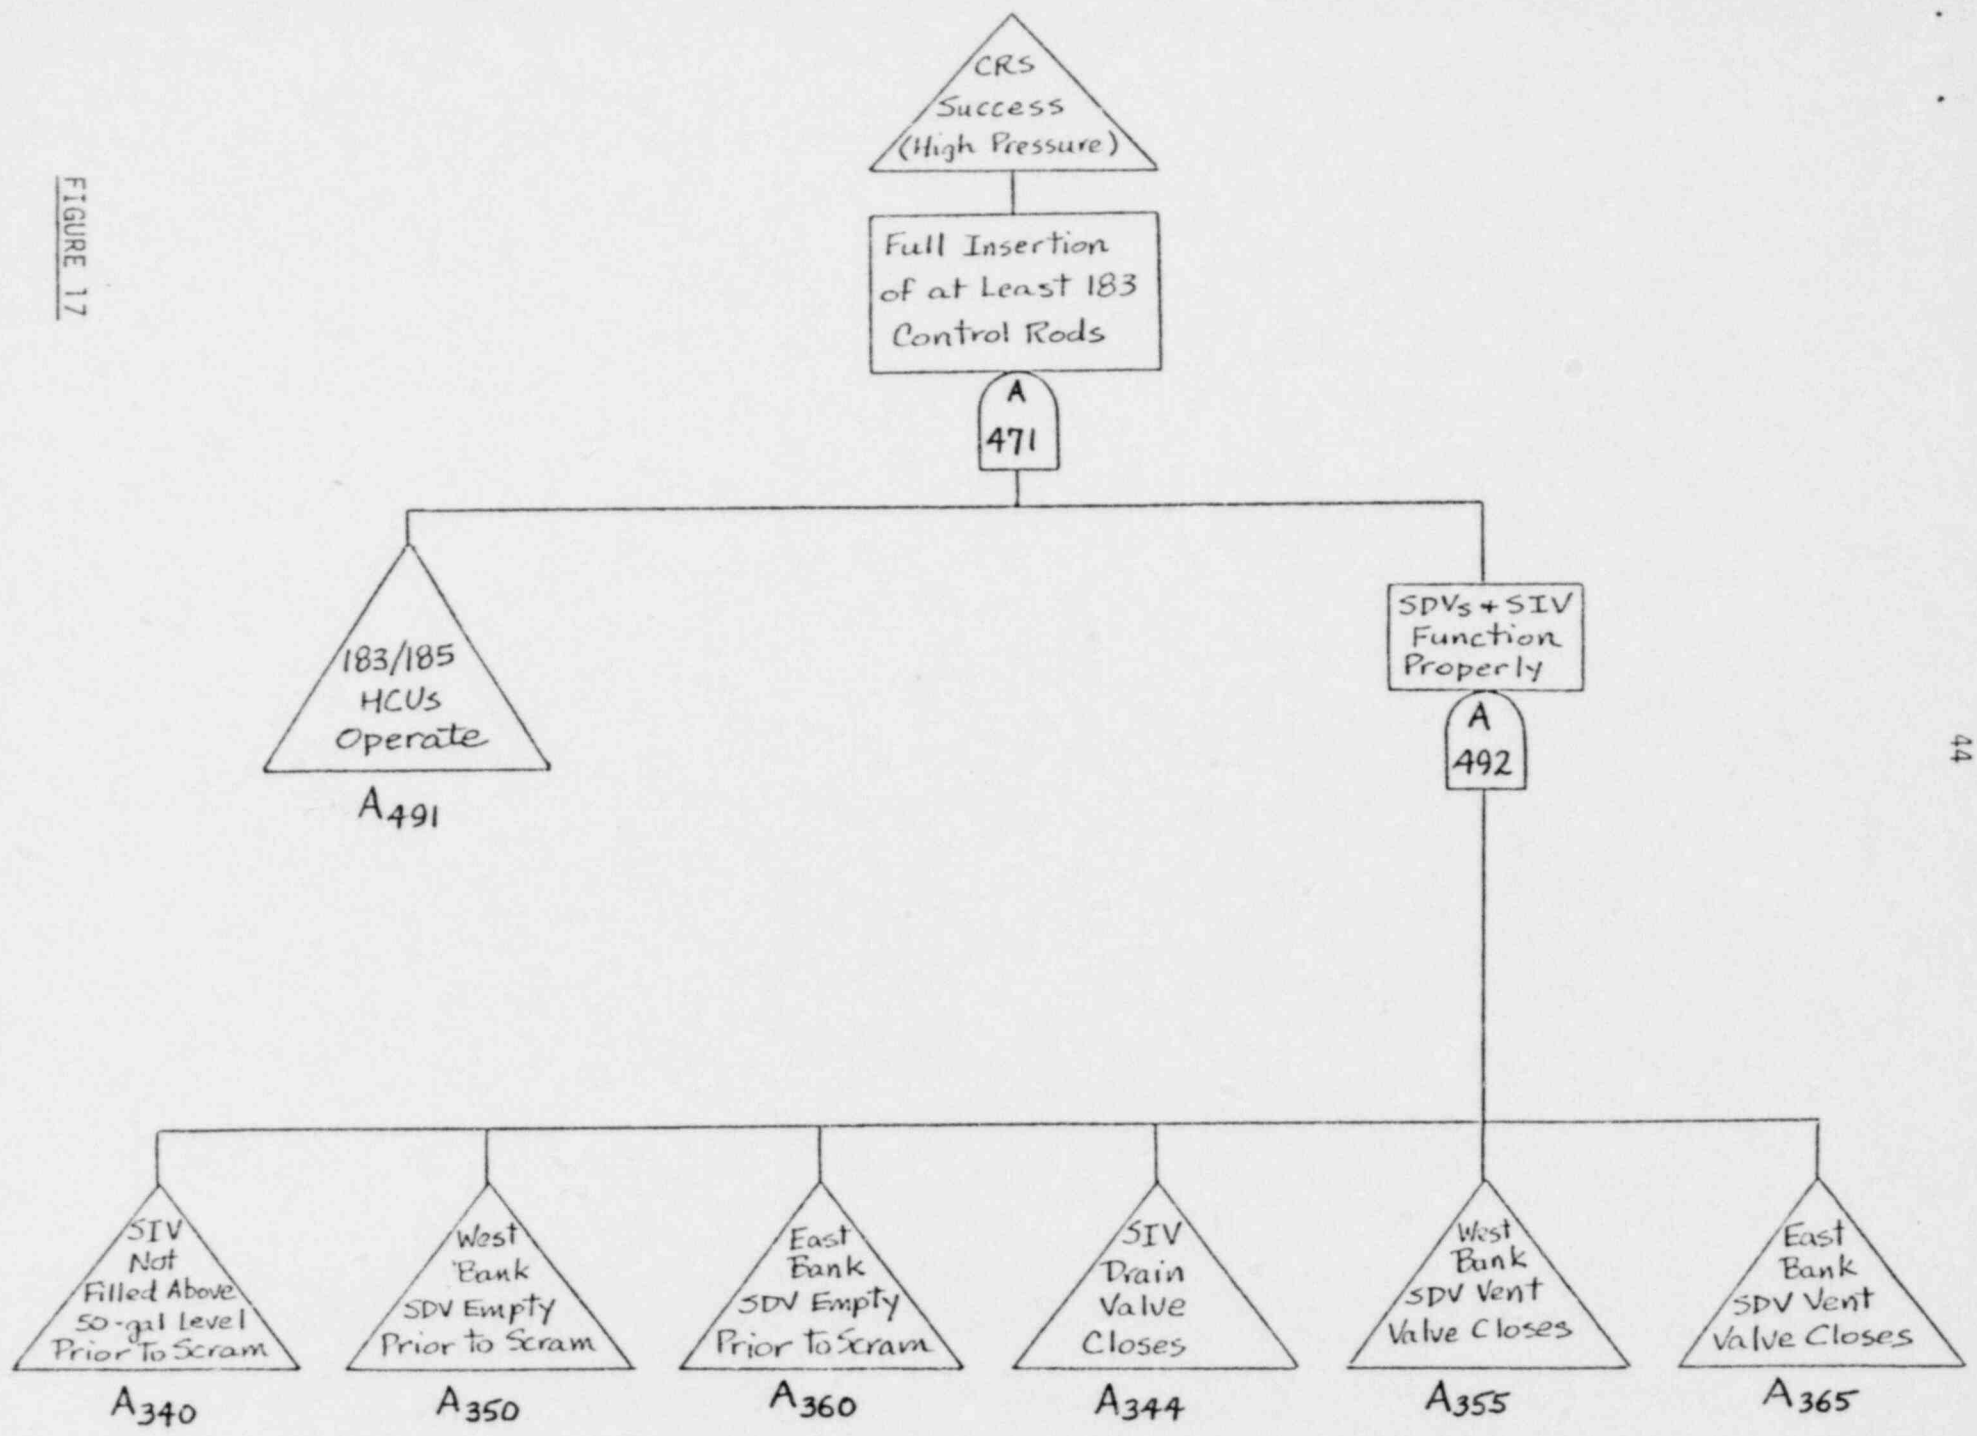 CRS
Success
(High Pressure)
FIGURE 17
Full Insertion
of at Least 183
Control Rods
A
471
SDVs + SIV
Function
Properly
183/185
HCUs
Operate
A
492
44
A491
SIV
Not
Filled Above
50-gal Level
Prior To Scram
West
Bank
SDV Empty
Prior to Scram
East
Bank
SDV Empty
Prior to Scram
SIV
Drain
Valve
Closes
West
Bank
SDV Vent
Valve Closes
East
Bank
SDV Vent
Valve Closes
A340
A350
A360
A344
A355
A365